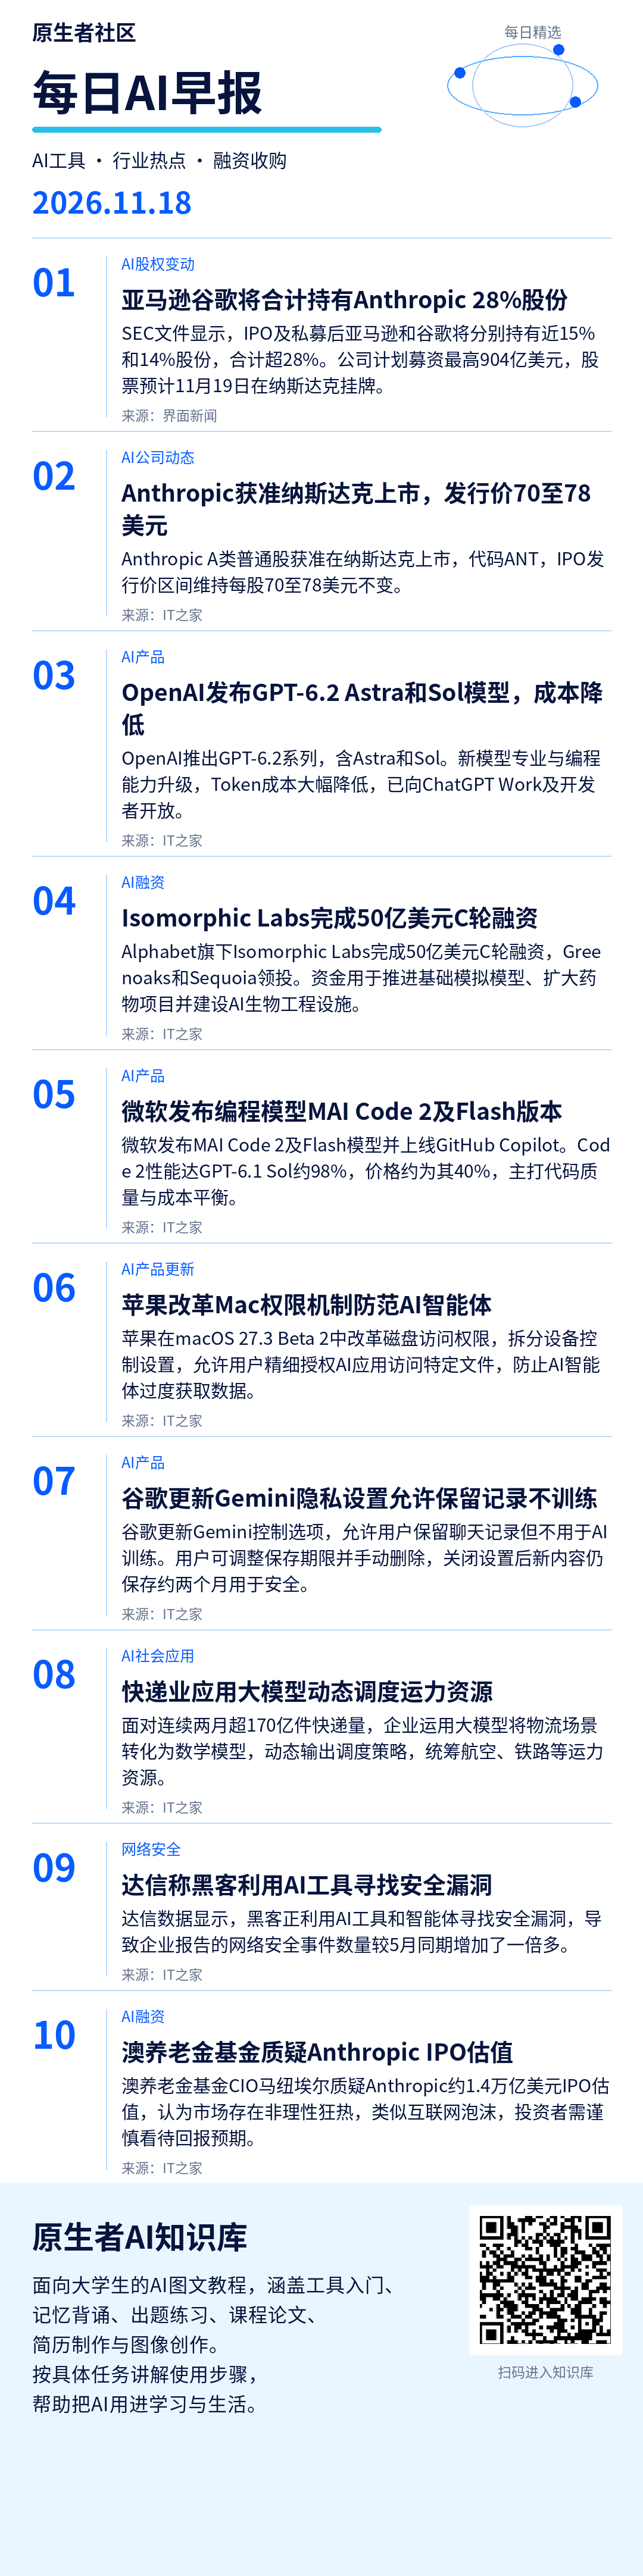 原生者社区
每日精选
每日AI早报
AI工具 · 行业热点 · 融资收购
2026.11.18
01
AI股权变动
亚马逊谷歌将合计持有Anthropic 28%股份
SEC文件显示，IPO及私募后亚马逊和谷歌将分别持有近15%
和14%股份，合计超28%。公司计划募资最高904亿美元，股
票预计11月19日在纳斯达克挂牌。
来源：界面新闻
02
AI公司动态
Anthropic获准纳斯达克上市，发行价70至78
美元
Anthropic A类普通股获准在纳斯达克上市，代码ANT，IPO发
行价区间维持每股70至78美元不变。
来源：IT之家
03
AI产品
OpenAI发布GPT-6.2 Astra和Sol模型，成本降
低
OpenAI推出GPT-6.2系列，含Astra和Sol。新模型专业与编程
能力升级，Token成本大幅降低，已向ChatGPT Work及开发
者开放。
来源：IT之家
04
AI融资
Isomorphic Labs完成50亿美元C轮融资
Alphabet旗下Isomorphic Labs完成50亿美元C轮融资，Gree
noaks和Sequoia领投。资金用于推进基础模拟模型、扩大药
物项目并建设AI生物工程设施。
来源：IT之家
05
AI产品
微软发布编程模型MAI Code 2及Flash版本
微软发布MAI Code 2及Flash模型并上线GitHub Copilot。Cod
e 2性能达GPT-6.1 Sol约98%，价格约为其40%，主打代码质
量与成本平衡。
来源：IT之家
06
AI产品更新
苹果改革Mac权限机制防范AI智能体
苹果在macOS 27.3 Beta 2中改革磁盘访问权限，拆分设备控
制设置，允许用户精细授权AI应用访问特定文件，防止AI智能
体过度获取数据。
来源：IT之家
07
AI产品
谷歌更新Gemini隐私设置允许保留记录不训练
谷歌更新Gemini控制选项，允许用户保留聊天记录但不用于AI
训练。用户可调整保存期限并手动删除，关闭设置后新内容仍
保存约两个月用于安全。
来源：IT之家
08
AI社会应用
快递业应用大模型动态调度运力资源
面对连续两月超170亿件快递量，企业运用大模型将物流场景
转化为数学模型，动态输出调度策略，统筹航空、铁路等运力
资源。
来源：IT之家
09
网络安全
达信称黑客利用AI工具寻找安全漏洞
达信数据显示，黑客正利用AI工具和智能体寻找安全漏洞，导
致企业报告的网络安全事件数量较5月同期增加了一倍多。
来源：IT之家
10
AI融资
澳养老金基金质疑Anthropic IPO估值
澳养老金基金CIO马纽埃尔质疑Anthropic约1.4万亿美元IPO估
值，认为市场存在非理性狂热，类似互联网泡沫，投资者需谨
慎看待回报预期。
来源：IT之家
原生者AI知识库
面向大学生的AI图文教程，涵盖工具入门、
记忆背诵、出题练习、课程论文、
简历制作与图像创作。
按具体任务讲解使用步骤，
帮助把AI用进学习与生活。
扫码进入知识库